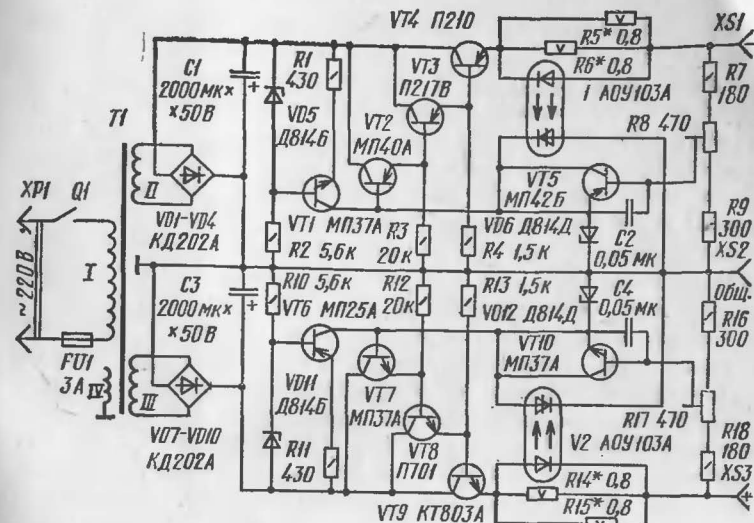 VT4 П210
XS1
R5* 0,8
R6* 0,8
R1
430
C1
2000мк×
×50В
VD5
Д814Б
VT3
П217В
VT2
МП40А
1 АОУ103А
R7
180
R8 470
T1
XP1
Q1
II
VD1-VD4
КД202А
VT1 МП37А
VT5
МП42Б
VD6 Д814Д
R2 5,6к
R3
20к
R4 1,5к
C2
0,05мк
R9
300
XS2
~220В
I
C3
2000мк×
×50В
R10 5,6к
VT6
МП25А
R12
20к
R13 1,5к
VD12 Д814Д
C4
0,05мк
Общ.
R16
300
FU1
3А
IV
III
VD7-VD10
КД202А
VD11
Д814Б
R11
430
VT7
МП37А
VT8
П701
VT10
МП37А
R17 470
V2 АОУ103А
R18
180
XS3
R14* 0,8
R15* 0,8
VT9 КТ803А